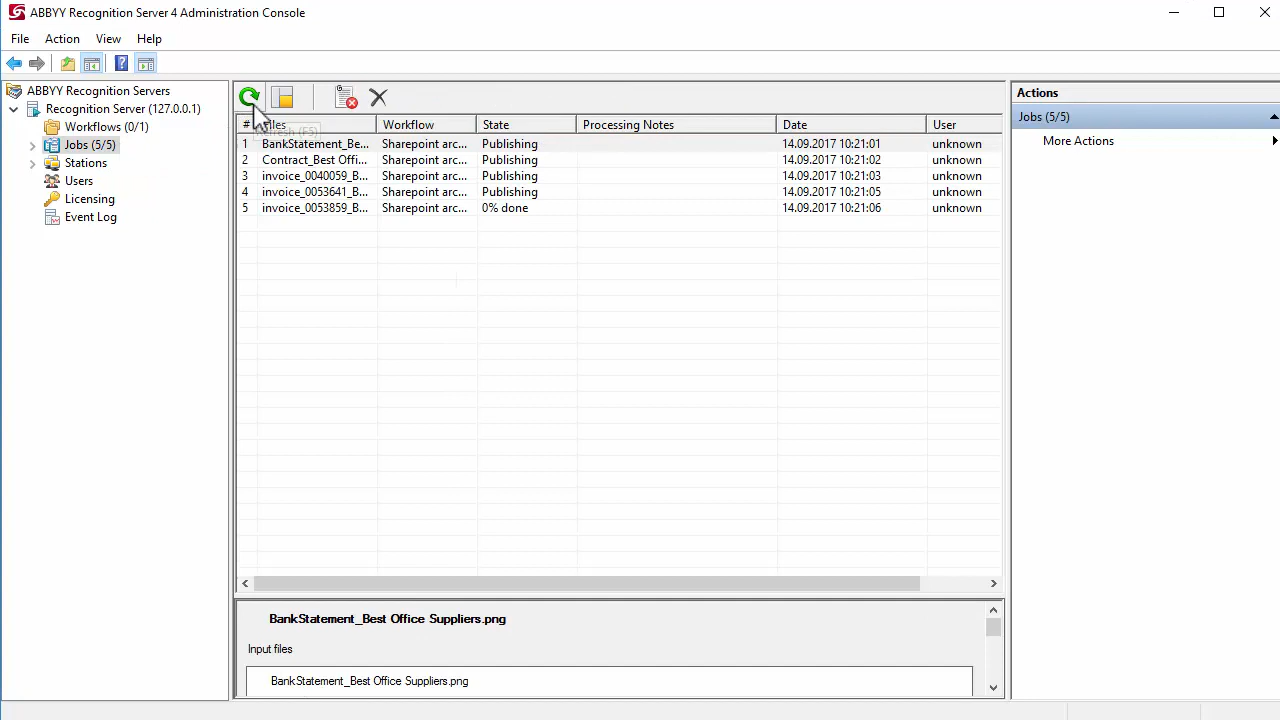 ABBYY Recognition Server 4 Administration Console
File Action View Help
ABBYY Recognition Servers
Recognition Server (127.0.0.1)
Workflows (0/1)
Jobs (5/5)
Stations
Users
Licensing
Event Log
Refresh (F5)
# Files Workflow State Processing Notes Date User
1 BankStatement_Be... Sharepoint arc... Publishing 14.09.2017 10:21:01 unknown
2 Contract_Best Offi... Sharepoint arc... Publishing 14.09.2017 10:21:02 unknown
3 invoice_0040059_B... Sharepoint arc... Publishing 14.09.2017 10:21:03 unknown
4 invoice_0053641_B... Sharepoint arc... Publishing 14.09.2017 10:21:05 unknown
5 invoice_0053859_B... Sharepoint arc... 0% done 14.09.2017 10:21:06 unknown
BankStatement_Best Office Suppliers.png
Input files
BankStatement_Best Office Suppliers.png
Actions
Jobs (5/5)
More Actions